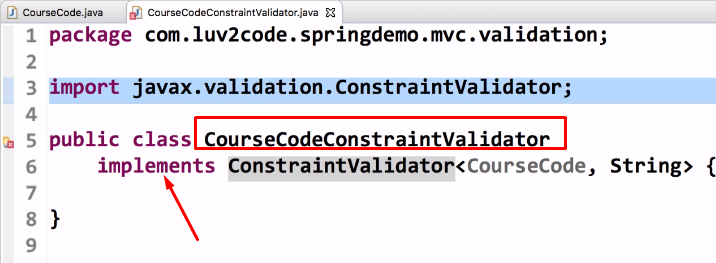 CourseCode.java CourseCodeConstraintValidator.java
1 package com.luv2code.springdemo.mvc.validation;
2
3 import javax.validation.ConstraintValidator;
4
5 public class CourseCodeConstraintValidator
6 implements ConstraintValidator<CourseCode, String> {
7
8 }
9